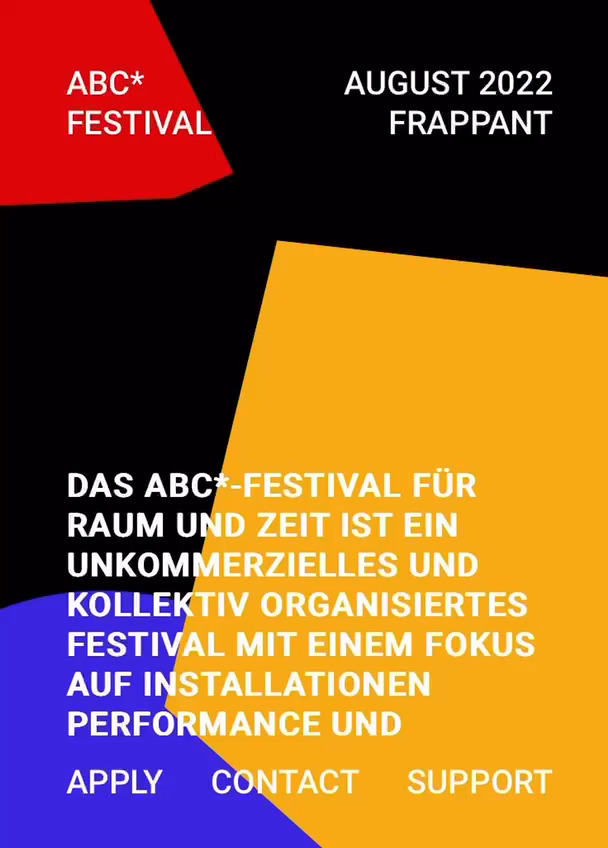 ABC*
FESTIVAL
AUGUST 2022
FRAPPANT
DAS ABC*-FESTIVAL FÜR
RAUM UND ZEIT IST EIN
UNKOMMERZIELLES UND
KOLLEKTIV ORGANISIERTES
FESTIVAL MIT EINEM FOKUS
AUF INSTALLATIONEN
PERFORMANCE UND
APPLY CONTACT SUPPORT